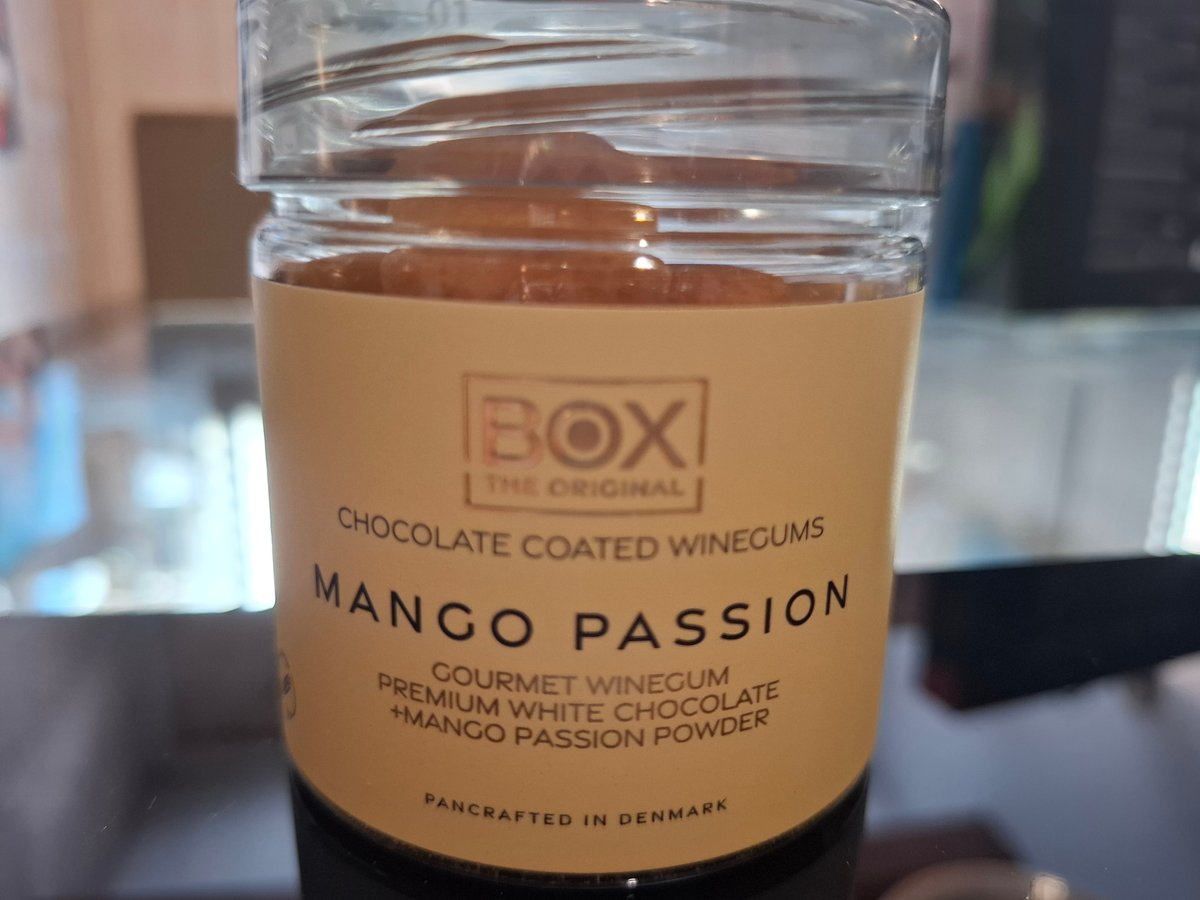 BOX
THE ORIGINAL
CHOCOLATE COATED WINEGUMS
MANGO PASSION
GOURMET WINEGUM
PREMIUM WHITE CHOCOLATE
+MANGO PASSION POWDER
PANCRAFTED IN DENMARK